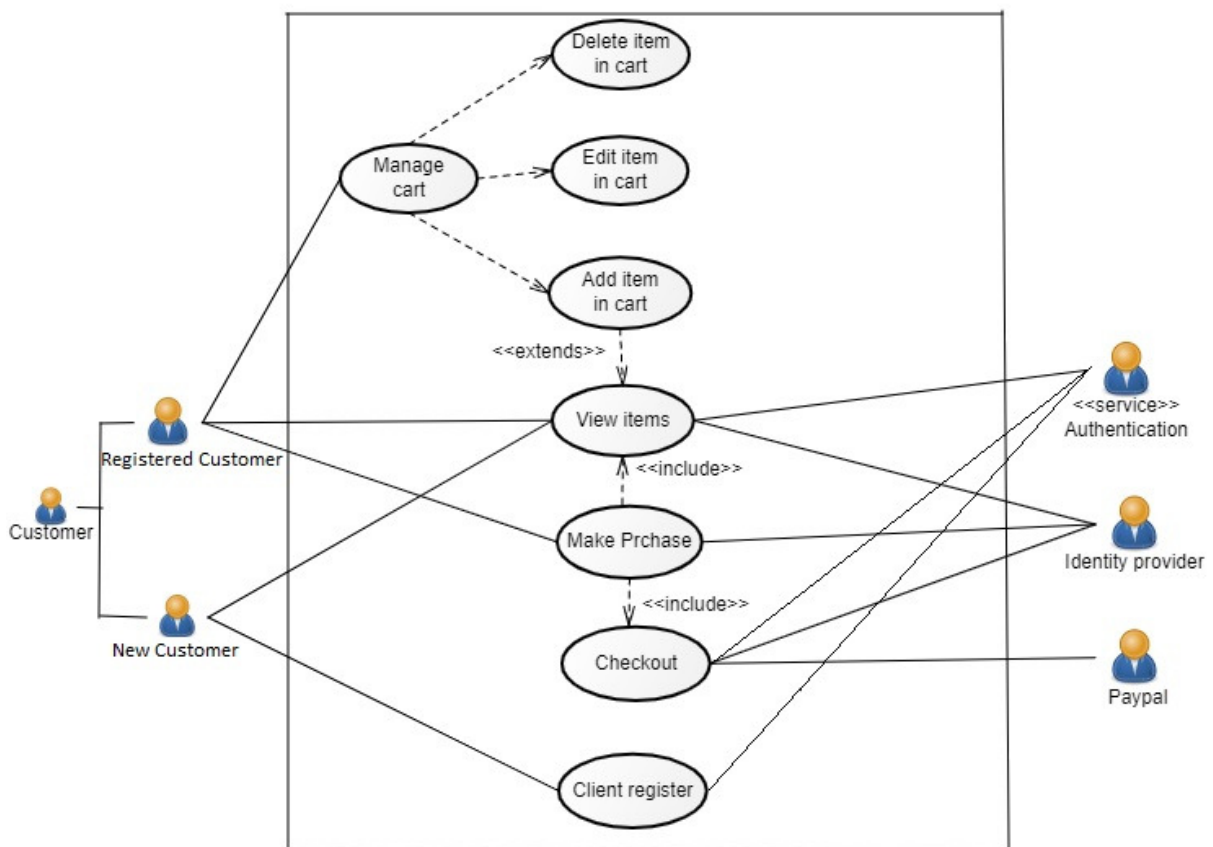 Delete item
in cart
Manage
cart
Edit item
in cart
Add item
in cart
<<extends>>
View items
<<service>>
Authentication
Registered Customer
<<include>>
Customer
Make Prchase
Identity provider
<<include>>
New Customer
Checkout
Paypal
Client register